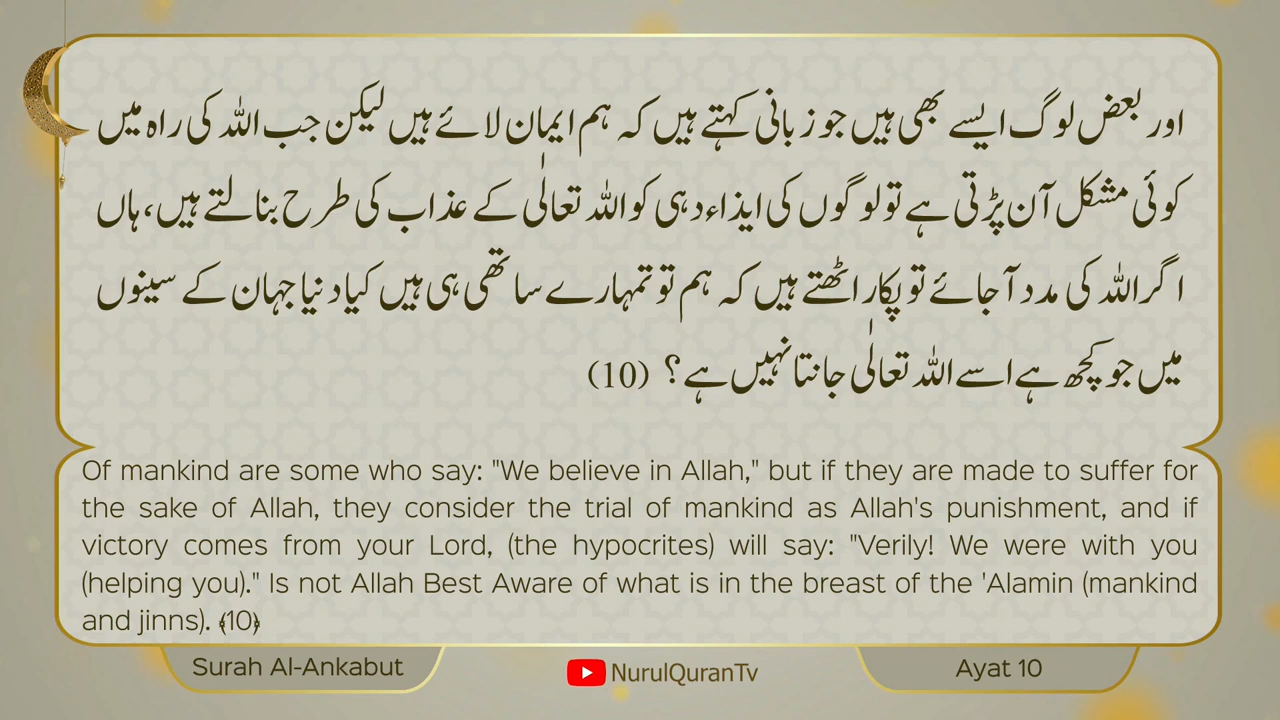 اور بعض لوگ ایسے بھی ہیں جو زبانی کہتے ہیں کہ ہم ایمان لائے ہیں لیکن جب اللہ کی راہ میں
کوئی مشکل آن پڑتی ہے تو لوگوں کی ایذاء دہی کو اللہ تعالٰی کے عذاب کی طرح بنا لتے ہیں، ہاں
اگر اللہ کی مدد آجائے تو پکار اٹھتے ہیں کہ ہم تو تمہارے ساتھی ہی ہیں کیا دنیا جہان کے سینوں
میں جو کچھ ہے اسے اللہ تعالٰی جانتا نہیں ہے؟ (10)
Of mankind are some who say: "We believe in Allah," but if they are made to suffer for
the sake of Allah, they consider the trial of mankind as Allah's punishment, and if
victory comes from your Lord, (the hypocrites) will say: "Verily! We were with you
(helping you)." Is not Allah Best Aware of what is in the breast of the 'Alamin (mankind
and jinns). ﴾10﴿
Surah Al-Ankabut
NurulQuranTv
Ayat 10